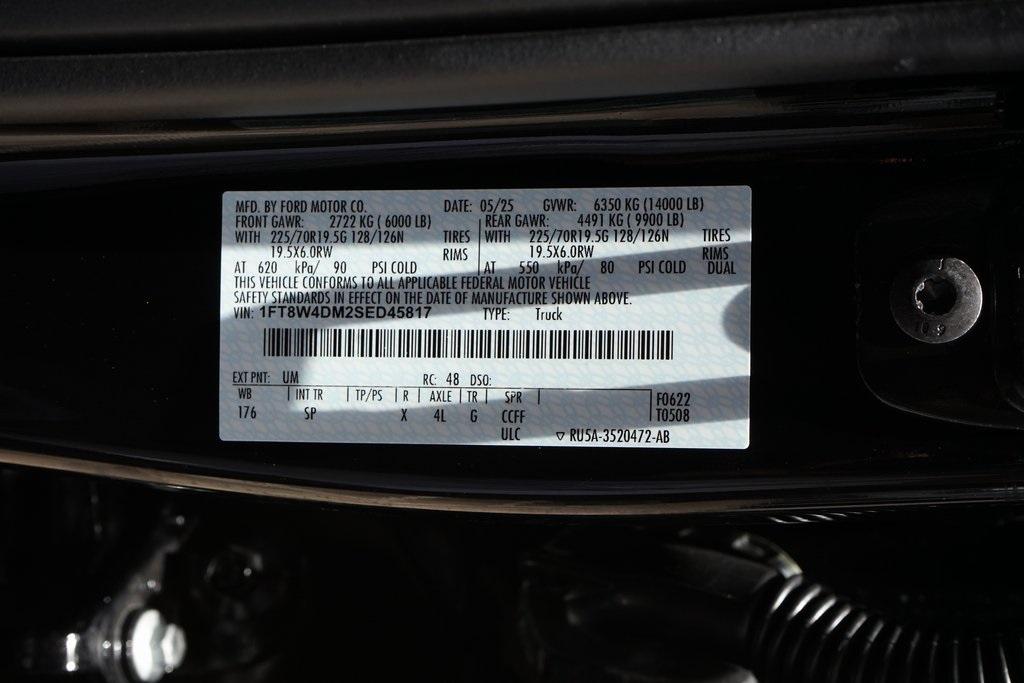 MFD. BY FORD MOTOR CO. DATE: 05/25 GVWR: 6350 KG (14000 LB)
FRONT GAWR: 2722 KG ( 6000 LB) REAR GAWR: 4491 KG ( 9900 LB)
WITH 225/70R19.5G 128/126N TIRES WITH 225/70R19.5G 128/126N TIRES
19.5X6.0RW RIMS 19.5X6.0RW RIMS
AT 620 kPa/ 90 PSI COLD AT 550 kPa/ 80 PSI COLD DUAL
THIS VEHICLE CONFORMS TO ALL APPLICABLE FEDERAL MOTOR VEHICLE
SAFETY STANDARDS IN EFFECT ON THE DATE OF MANUFACTURE SHOWN ABOVE.
VIN: 1FT8W4DM2SED45817 TYPE: Truck
EXT PNT: UM RC: 48 DSO:
WB INT TR TP/PS R AXLE TR SPR F0622
176 SP X 4L G CCFF T0508
ULC ▽ RU5A-3520472-AB
10.9